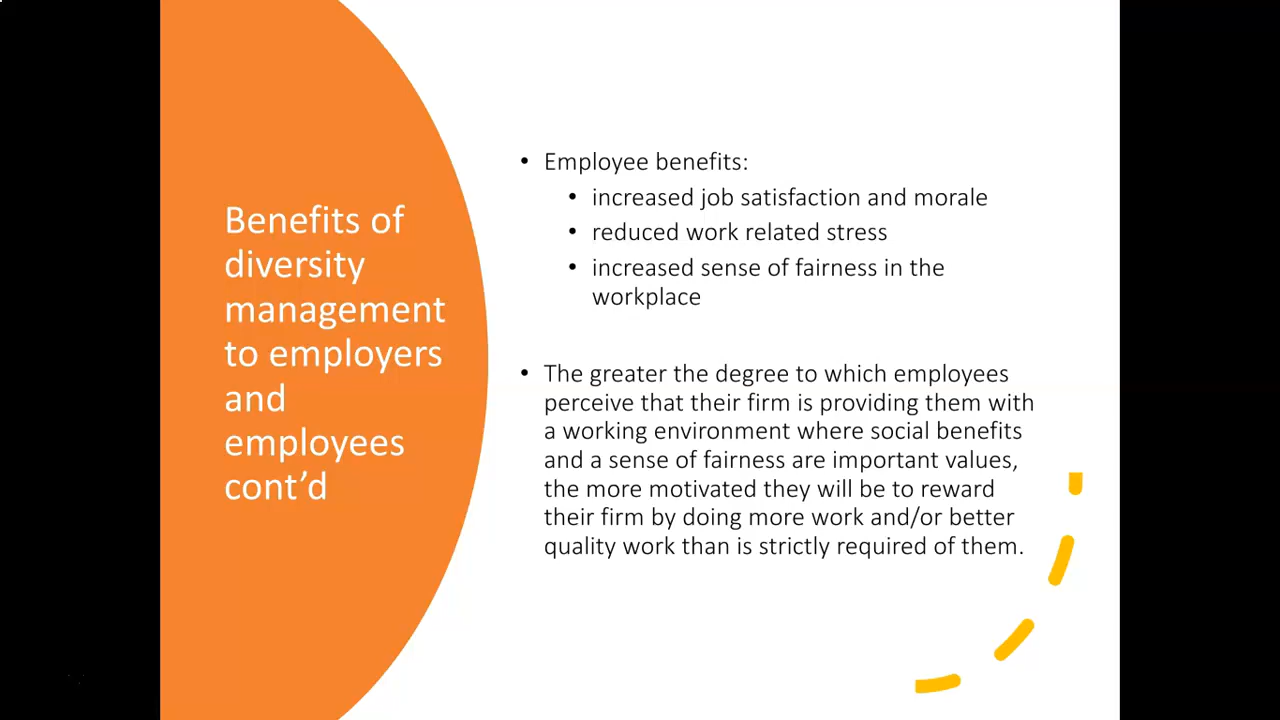 Benefits of
diversity
management
to employers
and
employees
cont’d
• Employee benefits:
• increased job satisfaction and morale
• reduced work related stress
• increased sense of fairness in the
workplace
• The greater the degree to which employees
perceive that their firm is providing them with
a working environment where social benefits
and a sense of fairness are important values,
the more motivated they will be to reward
their firm by doing more work and/or better
quality work than is strictly required of them.